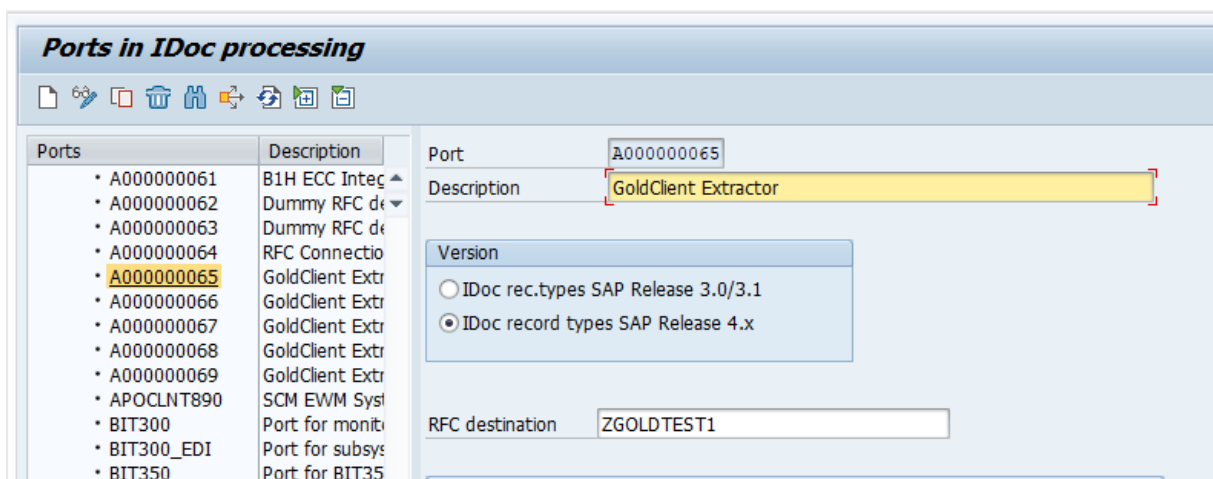 Ports in IDoc processing
Ports Description
A000000061 B1H ECC Integ
A000000062 Dummy RFC de
A000000063 Dummy RFC de
A000000064 RFC Connectio
A000000065 GoldClient Extr
A000000066 GoldClient Extr
A000000067 GoldClient Extr
A000000068 GoldClient Extr
A000000069 GoldClient Extr
APOCLNT890 SCM EWM Syst
BIT300 Port for monito
BIT300_EDI Port for subsys
BIT350 Port for BIT35
Port A000000065
Description GoldClient Extractor
Version
IDoc rec.types SAP Release 3.0/3.1
IDoc record types SAP Release 4.x
RFC destination ZGOLDTEST1